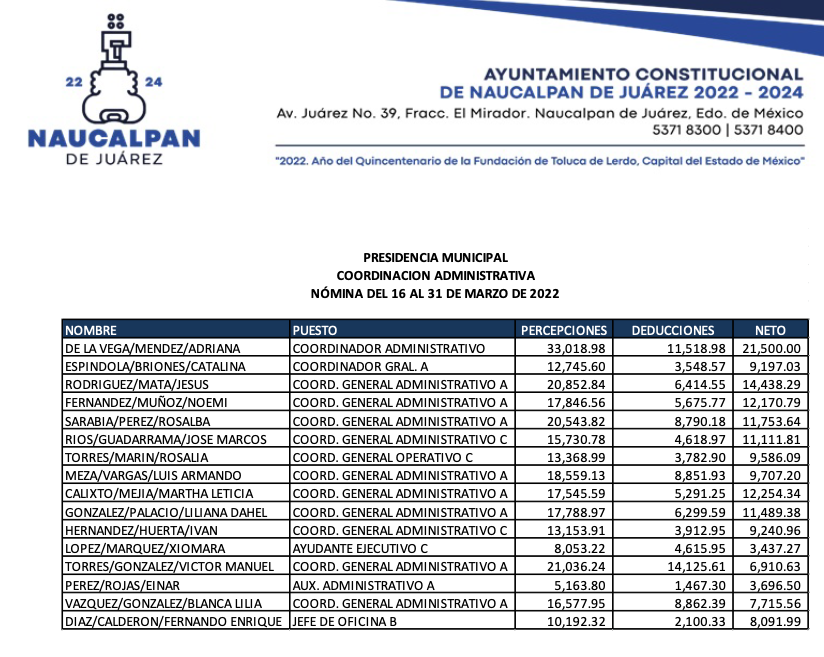 22 24
NAUCALPAN
DE JUÁREZ
AYUNTAMIENTO CONSTITUCIONAL
DE NAUCALPAN DE JUÁREZ 2022 - 2024
Av. Juárez No. 39, Fracc. El Mirador. Naucalpan de Juárez, Edo. de México
5371 8300 | 5371 8400
"2022. Año del Quincentenario de la Fundación de Toluca de Lerdo, Capital del Estado de México"
PRESIDENCIA MUNICIPAL
COORDINACION ADMINISTRATIVA
NÓMINA DEL 16 AL 31 DE MARZO DE 2022
NOMBRE PUESTO PERCEPCIONES DEDUCCIONES NETO
DE LA VEGA/MENDEZ/ADRIANA COORDINADOR ADMINISTRATIVO 33,018.98 11,518.98 21,500.00
ESPINDOLA/BRIONES/CATALINA COORDINADOR GRAL. A 12,745.60 3,548.57 9,197.03
RODRIGUEZ/MATA/JESUS COORD. GENERAL ADMINISTRATIVO A 20,852.84 6,414.55 14,438.29
FERNANDEZ/MUÑOZ/NOEMI COORD. GENERAL ADMINISTRATIVO A 17,846.56 5,675.77 12,170.79
SARABIA/PEREZ/ROSALBA COORD. GENERAL ADMINISTRATIVO A 20,543.82 8,790.18 11,753.64
RIOS/GUADARRAMA/JOSE MARCOS COORD. GENERAL ADMINISTRATIVO C 15,730.78 4,618.97 11,111.81
TORRES/MARIN/ROSALIA COORD. GENERAL OPERATIVO C 13,368.99 3,782.90 9,586.09
MEZA/VARGAS/LUIS ARMANDO COORD. GENERAL ADMINISTRATIVO A 18,559.13 8,851.93 9,707.20
CALIXTO/MEJIA/MARTHA LETICIA COORD. GENERAL ADMINISTRATIVO A 17,545.59 5,291.25 12,254.34
GONZALEZ/PALACIO/LILIANA DAHEL COORD. GENERAL ADMINISTRATIVO A 17,788.97 6,299.59 11,489.38
HERNANDEZ/HUERTA/IVAN COORD. GENERAL ADMINISTRATIVO C 13,153.91 3,912.95 9,240.96
LOPEZ/MARQUEZ/XIOMARA AYUDANTE EJECUTIVO C 8,053.22 4,615.95 3,437.27
TORRES/GONZALEZ/VICTOR MANUEL COORD. GENERAL ADMINISTRATIVO A 21,036.24 14,125.61 6,910.63
PEREZ/ROJAS/EINAR AUX. ADMINISTRATIVO A 5,163.80 1,467.30 3,696.50
VAZQUEZ/GONZALEZ/BLANCA LILIA COORD. GENERAL ADMINISTRATIVO A 16,577.95 8,862.39 7,715.56
DIAZ/CALDERON/FERNANDO ENRIQUE JEFE DE OFICINA B 10,192.32 2,100.33 8,091.99